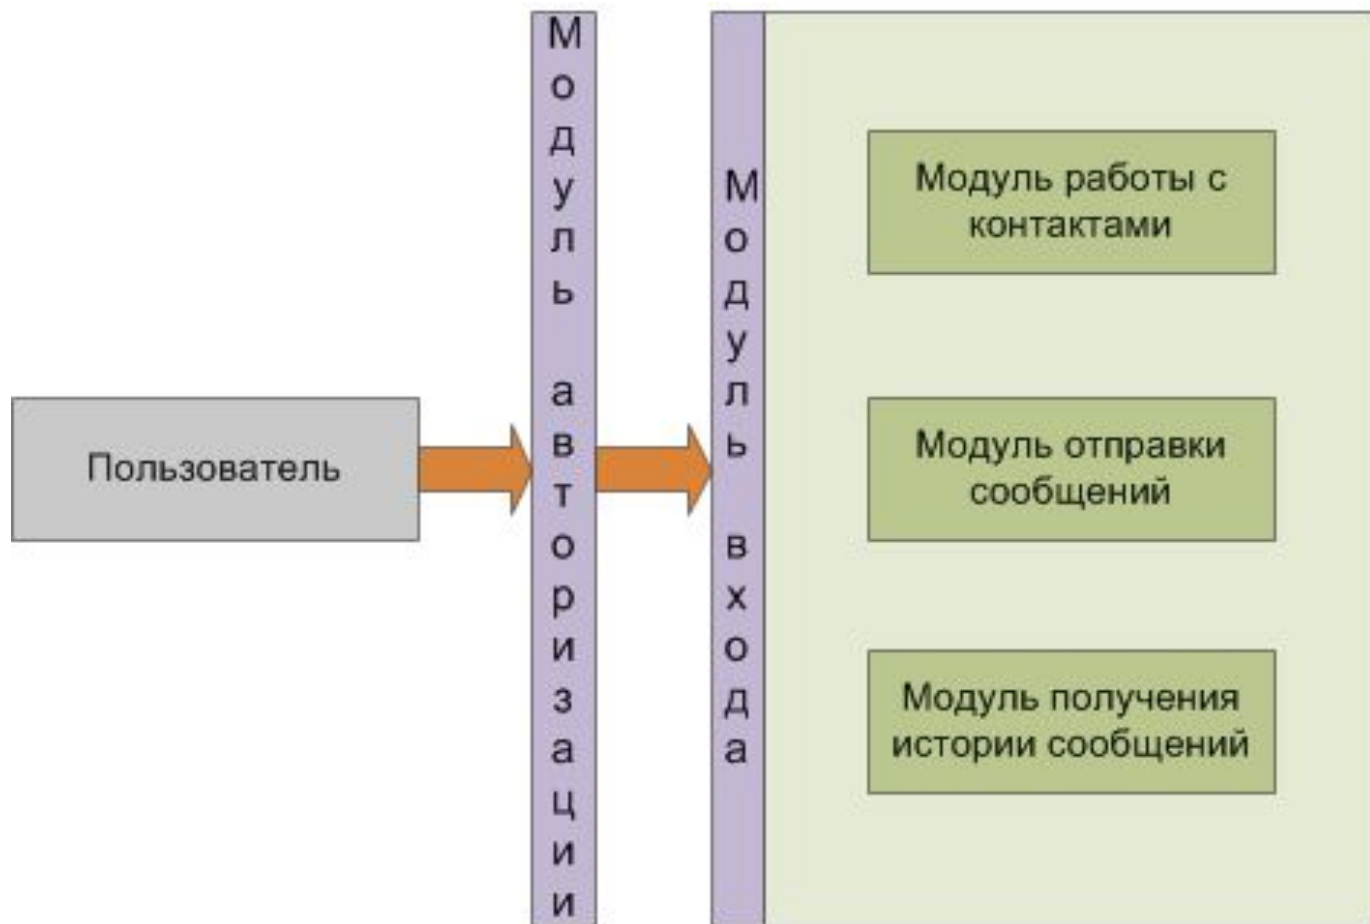 Пользователь
Модуль авторизации
Модуль входа
Модуль работы с
контактами
Модуль отправки
сообщений
Модуль получения
истории сообщений